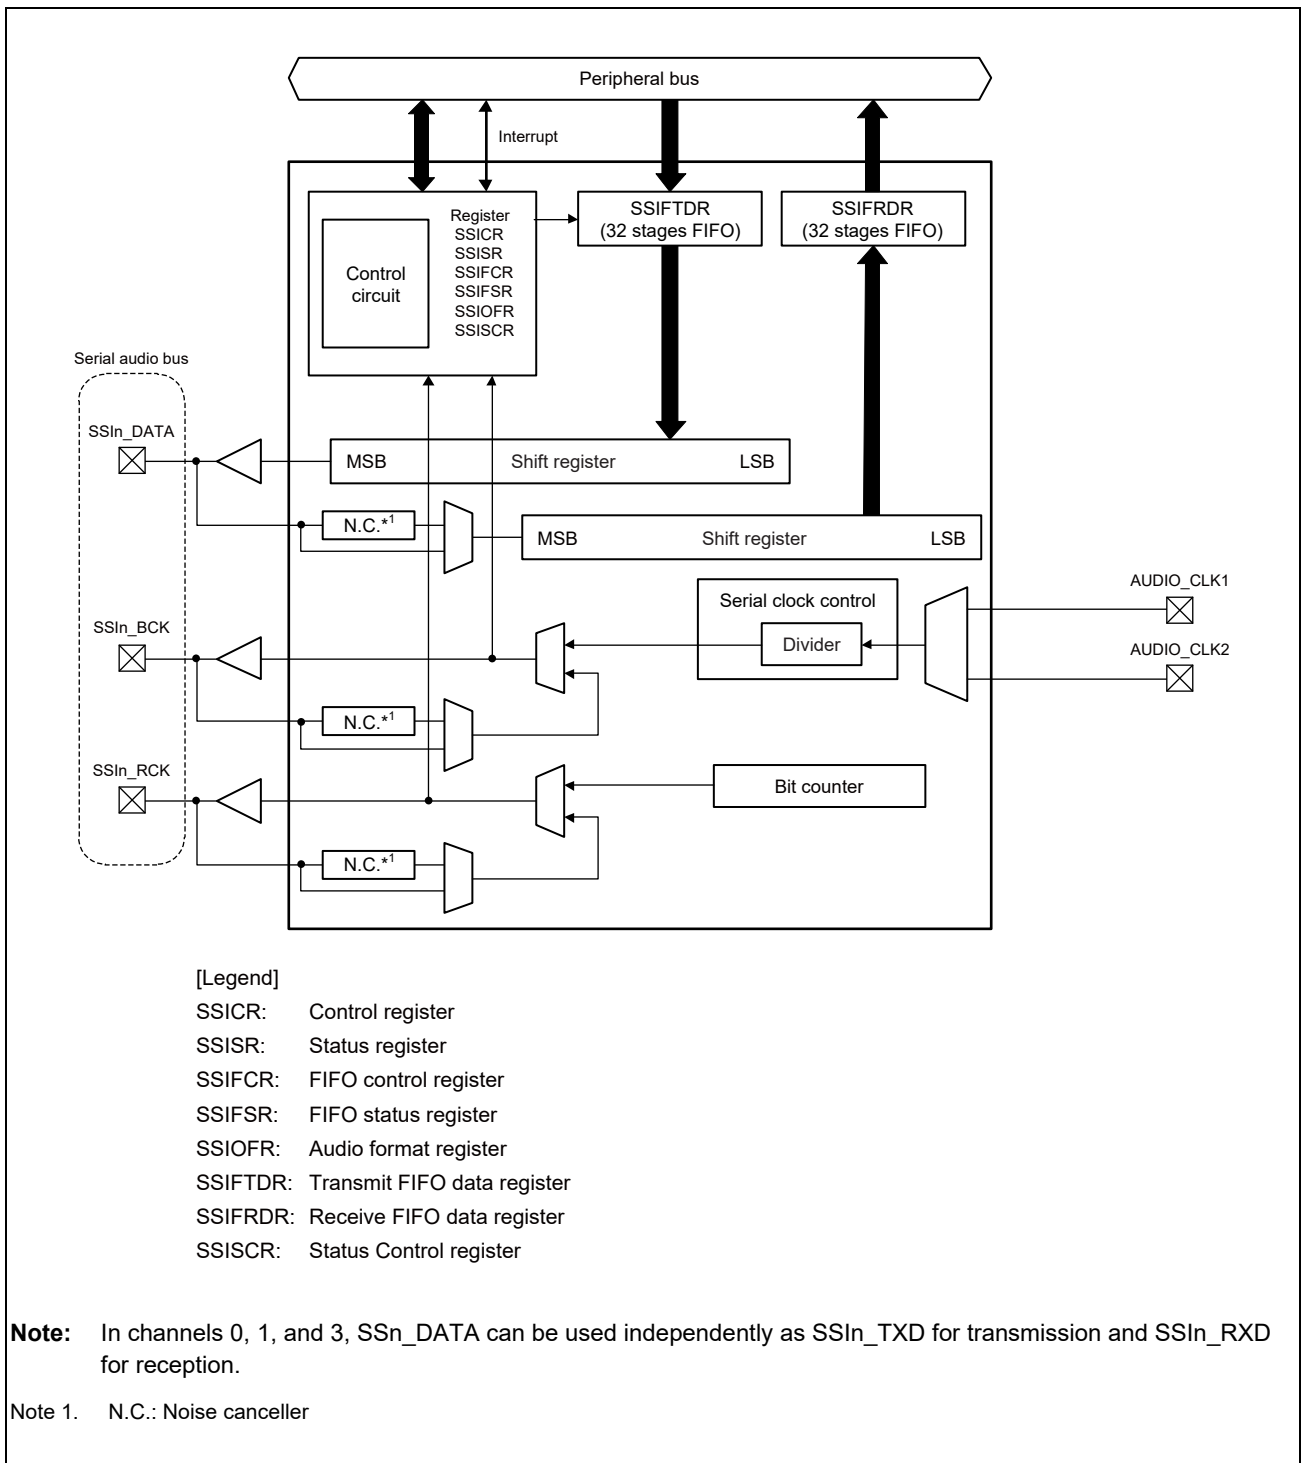 Peripheral bus
Interrupt
Register
SSICR
SSISR
SSIFCR
SSIFSR
SSIOFR
SSISCR
Control
circuit
SSIFTDR
(32 stages FIFO)
SSIFRDR
(32 stages FIFO)
Serial audio bus
SSIn_DATA
MSB Shift register LSB
N.C.*1
MSB Shift register LSB
Serial clock control
Divider
AUDIO_CLK1
AUDIO_CLK2
SSIn_BCK
N.C.*1
SSIn_RCK
Bit counter
N.C.*1
[Legend]
SSICR: Control register
SSISR: Status register
SSIFCR: FIFO control register
SSIFSR: FIFO status register
SSIOFR: Audio format register
SSIFTDR: Transmit FIFO data register
SSIFRDR: Receive FIFO data register
SSISCR: Status Control register
Note: In channels 0, 1, and 3, SSn_DATA can be used independently as SSIn_TXD for transmission and SSIn_RXD
for reception.
Note 1. N.C.: Noise canceller